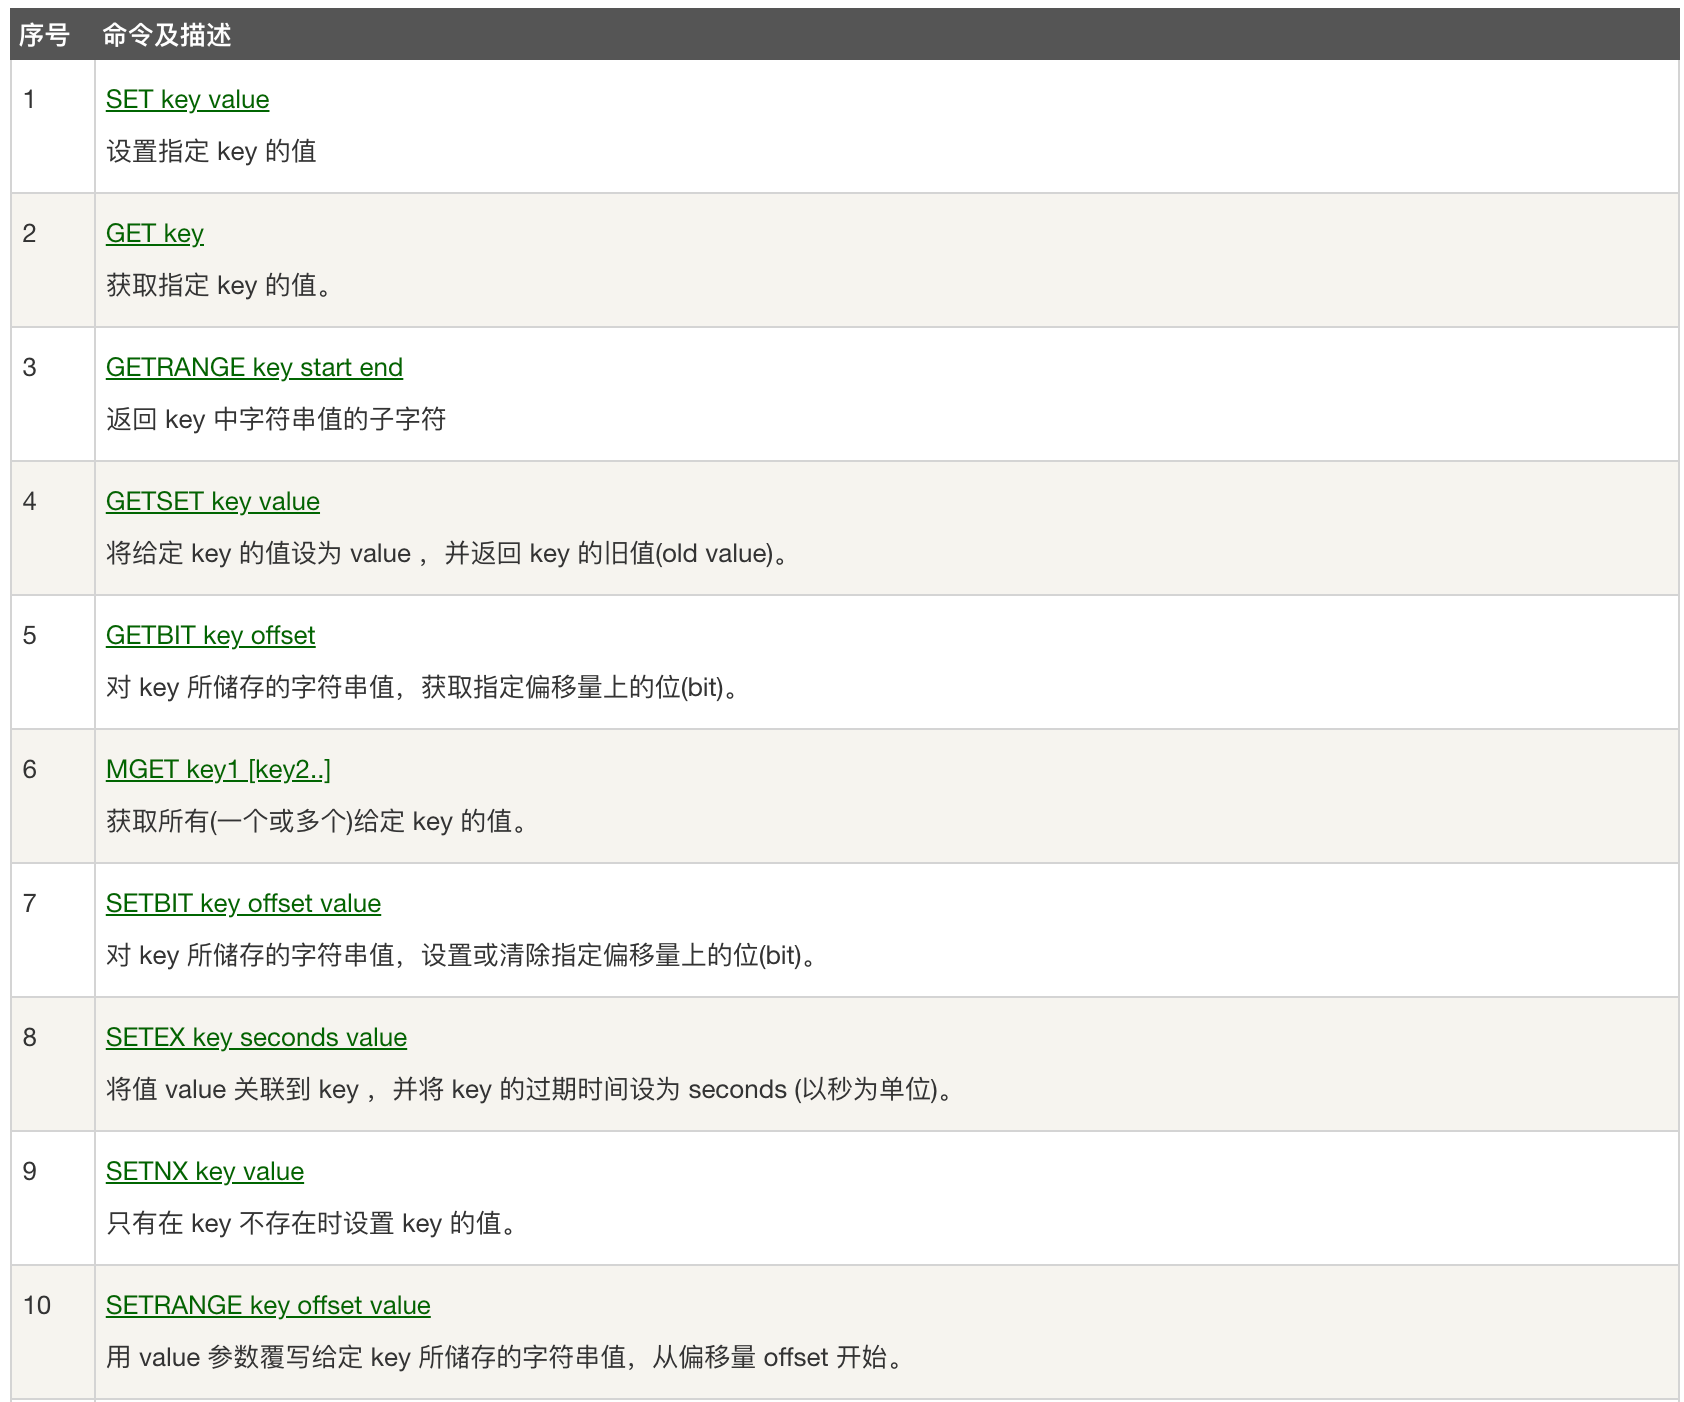 序号 命令及描述
1 SET key value
设置指定 key 的值
2 GET key
获取指定 key 的值。
3 GETRANGE key start end
返回 key 中字符串值的子字符
4 GETSET key value
将给定 key 的值设为 value ，并返回 key 的旧值(old value)。
5 GETBIT key offset
对 key 所储存的字符串值，获取指定偏移量上的位(bit)。
6 MGET key1 [key2..]
获取所有(一个或多个)给定 key 的值。
7 SETBIT key offset value
对 key 所储存的字符串值，设置或清除指定偏移量上的位(bit)。
8 SETEX key seconds value
将值 value 关联到 key ，并将 key 的过期时间设为 seconds (以秒为单位)。
9 SETNX key value
只有在 key 不存在时设置 key 的值。
10 SETRANGE key offset value
用 value 参数覆写给定 key 所储存的字符串值，从偏移量 offset 开始。